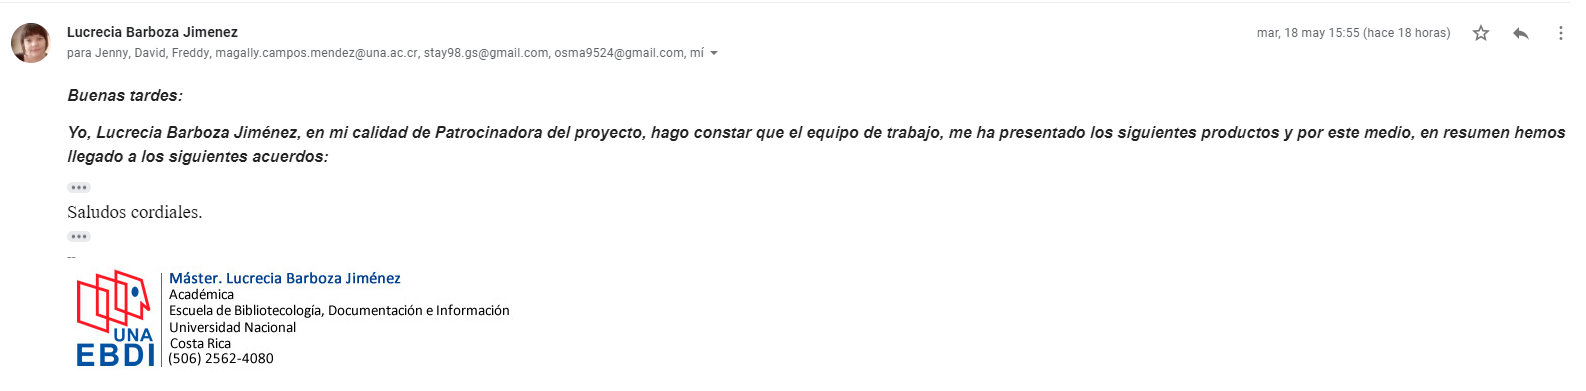 Lucrecia Barboza Jimenez
mar, 18 may 15:55 (hace 18 horas)
para Jenny, David, Freddy, magally.campos.mendez@una.ac.cr, stay98.gs@gmail.com, osma9524@gmail.com, mí
Buenas tardes:
Yo, Lucrecia Barboza Jiménez, en mi calidad de Patrocinadora del proyecto, hago constar que el equipo de trabajo, me ha presentado los siguientes productos y por este medio, en resumen hemos
llegado a los siguientes acuerdos:
Saludos cordiales.
--
Máster. Lucrecia Barboza Jiménez
Académica
Escuela de Bibliotecología, Documentación e Información
Universidad Nacional
Costa Rica
(506) 2562-4080
UNA
EBDI